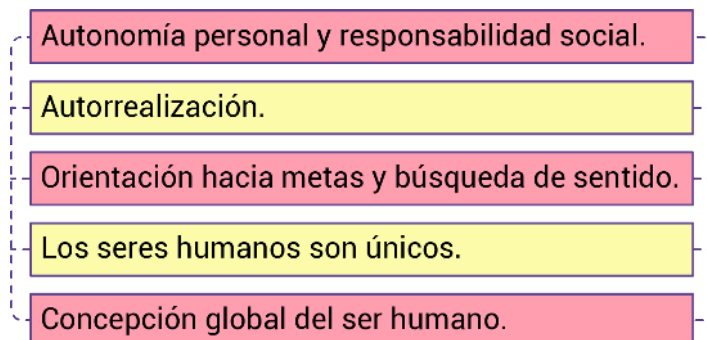 Autonomía personal y responsabilidad social.
Autorrealización.
Orientación hacia metas y búsqueda de sentido.
Los seres humanos son únicos.
Concepción global del ser humano.